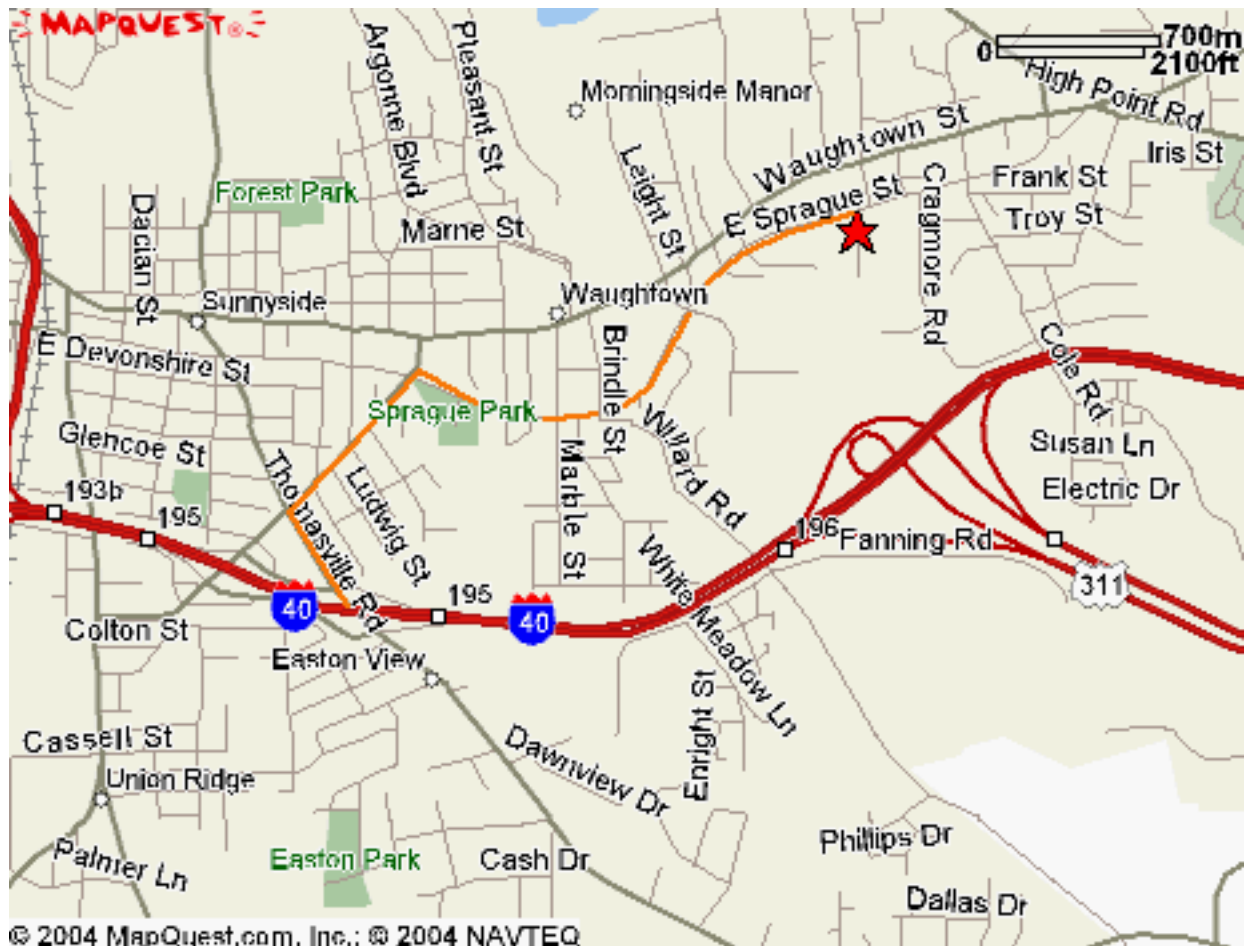 MAPQUEST®
0 700m
2100ft
Argonne Blvd
Pleasant St
Morningside Manor
High Point Rd
Waughtown St
Iris St
Leight St
Cragmore Rd
Frank St
Forest Park
Dacian St
Marne St
E Sprague St
Troy St
Sunnyside
Waughtown
E Devonshire St
Brindle St
Cole Rd
Sprague Park
Glencoe St
Willard Rd
Susan Ln
Thomasville Rd
Ludwig St
Marble St
193b
Electric Dr
195
196
Fanning Rd
White Meadow Ln
311
40
195
40
Colton St
Easton View
Enright St
Cassell St
Dawnview Dr
Union Ridge
Phillips Dr
Palmer Ln
Easton Park
Cash Dr
Dallas Dr
© 2004 MapQuest.com, Inc.; © 2004 NAVTEQ